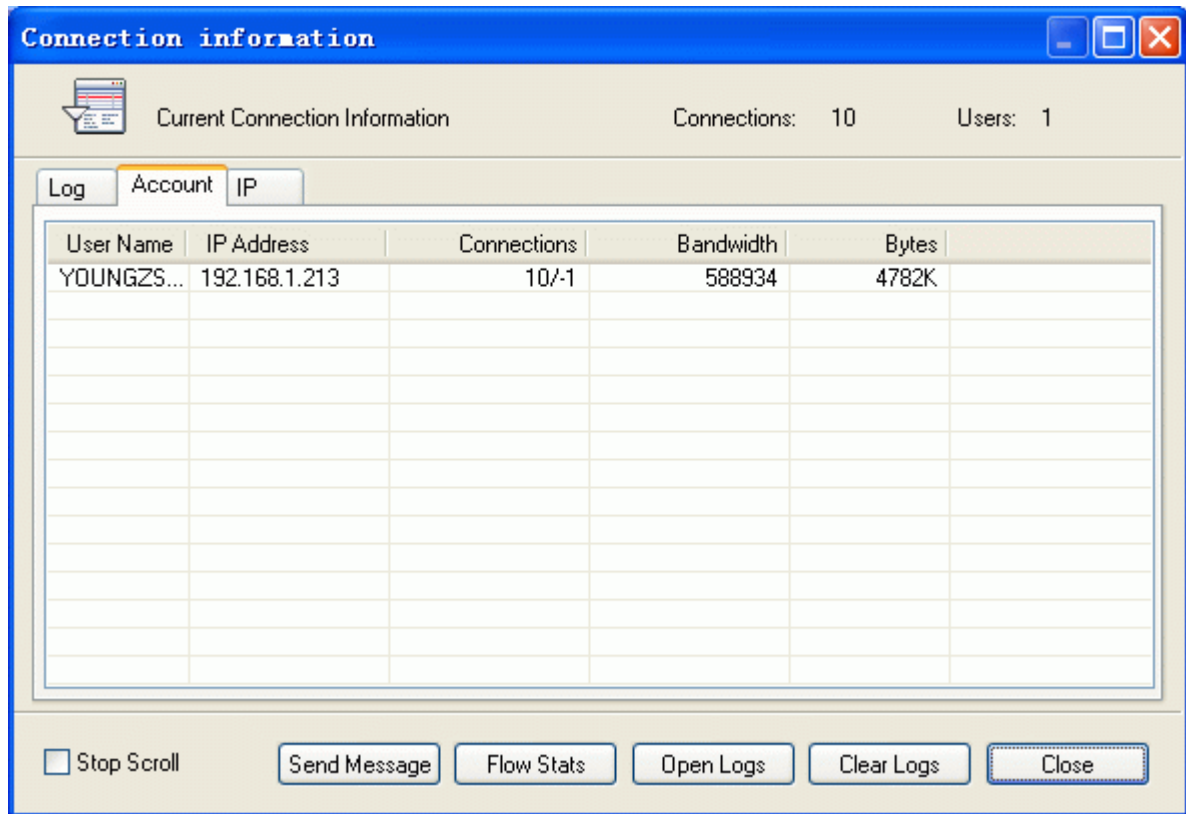 Connection information
Current Connection Information Connections: 10 Users: 1
Log Account IP
User Name IP Address Connections Bandwidth Bytes
YOUNGZS... 192.168.1.213 10/-1 588934 4782K
Stop Scroll Send Message Flow Stats Open Logs Clear Logs Close